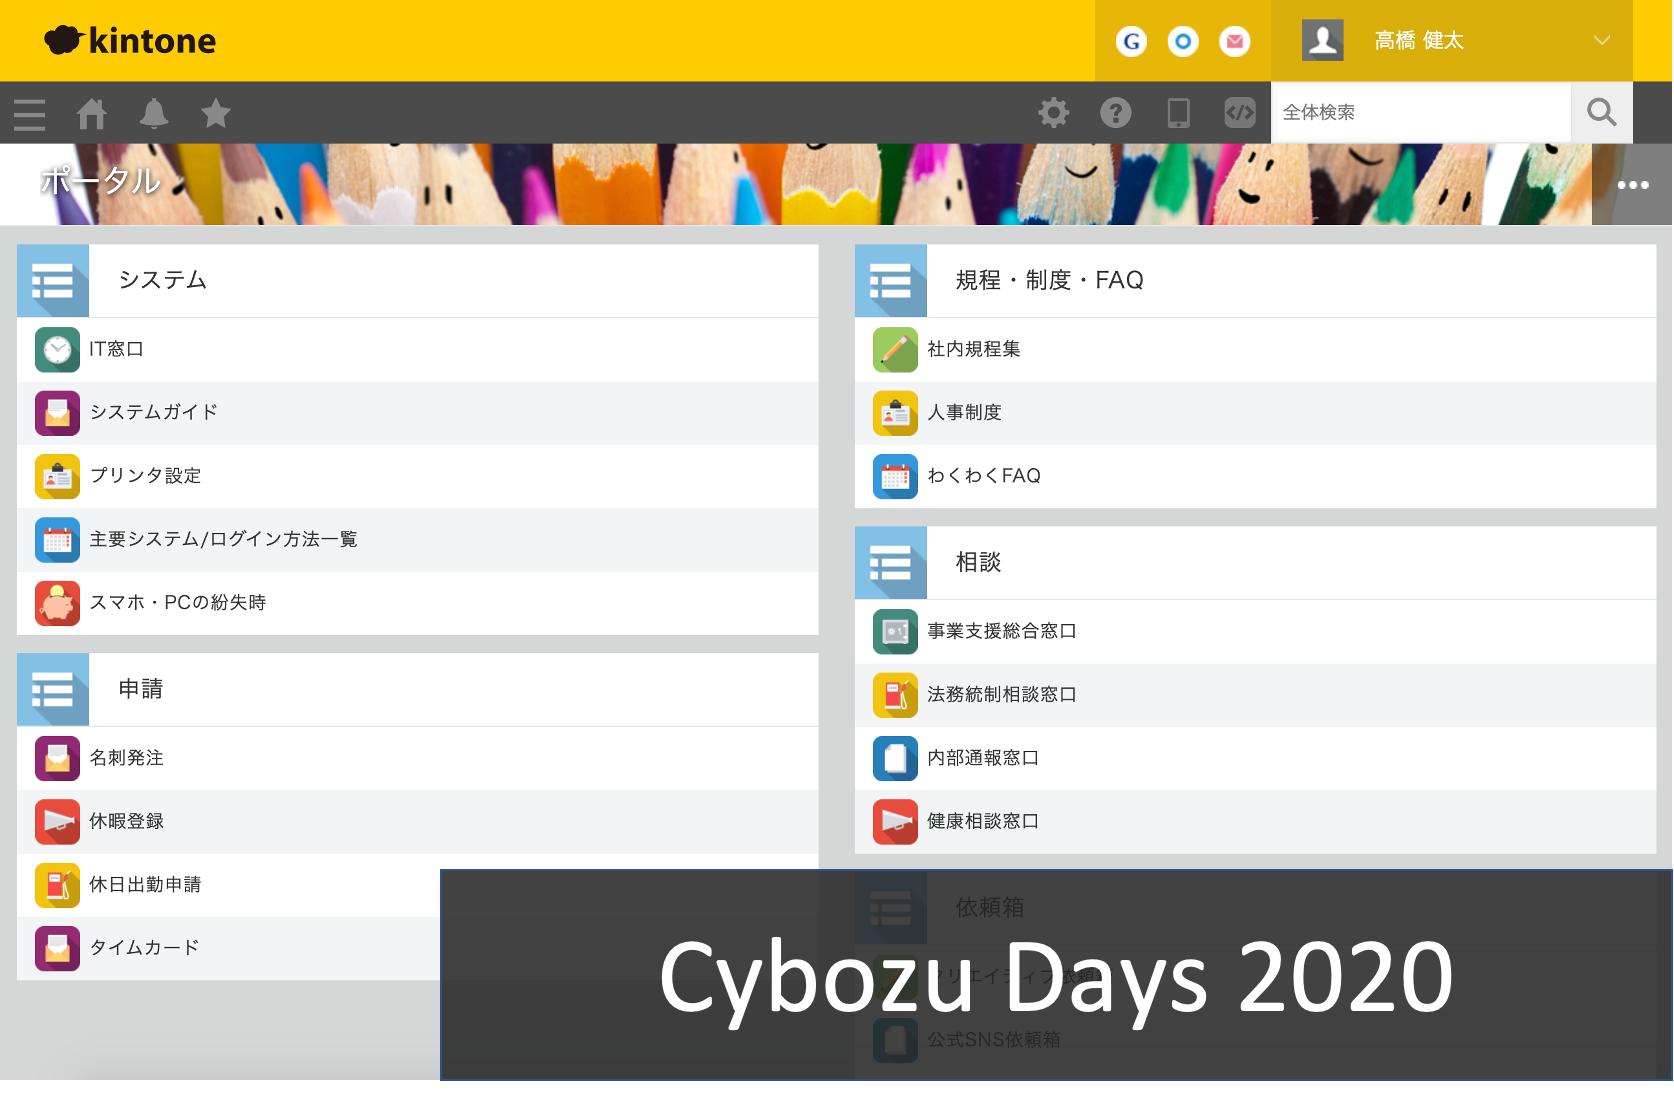 kintone
G
高橋 健太
全体検索
ポータル
システム
IT窓口
システムガイド
プリンタ設定
主要システム/ログイン方法一覧
スマホ・PCの紛失時
申請
名刺発注
休暇登録
休日出勤申請
タイムカード
規程・制度・FAQ
社内規程集
人事制度
わくわくFAQ
相談
事業支援総合窓口
法務統制相談窓口
内部通報窓口
健康相談窓口
依頼箱
クリエイティブ依頼箱
公式SNS依頼箱
Cybozu Days 2020